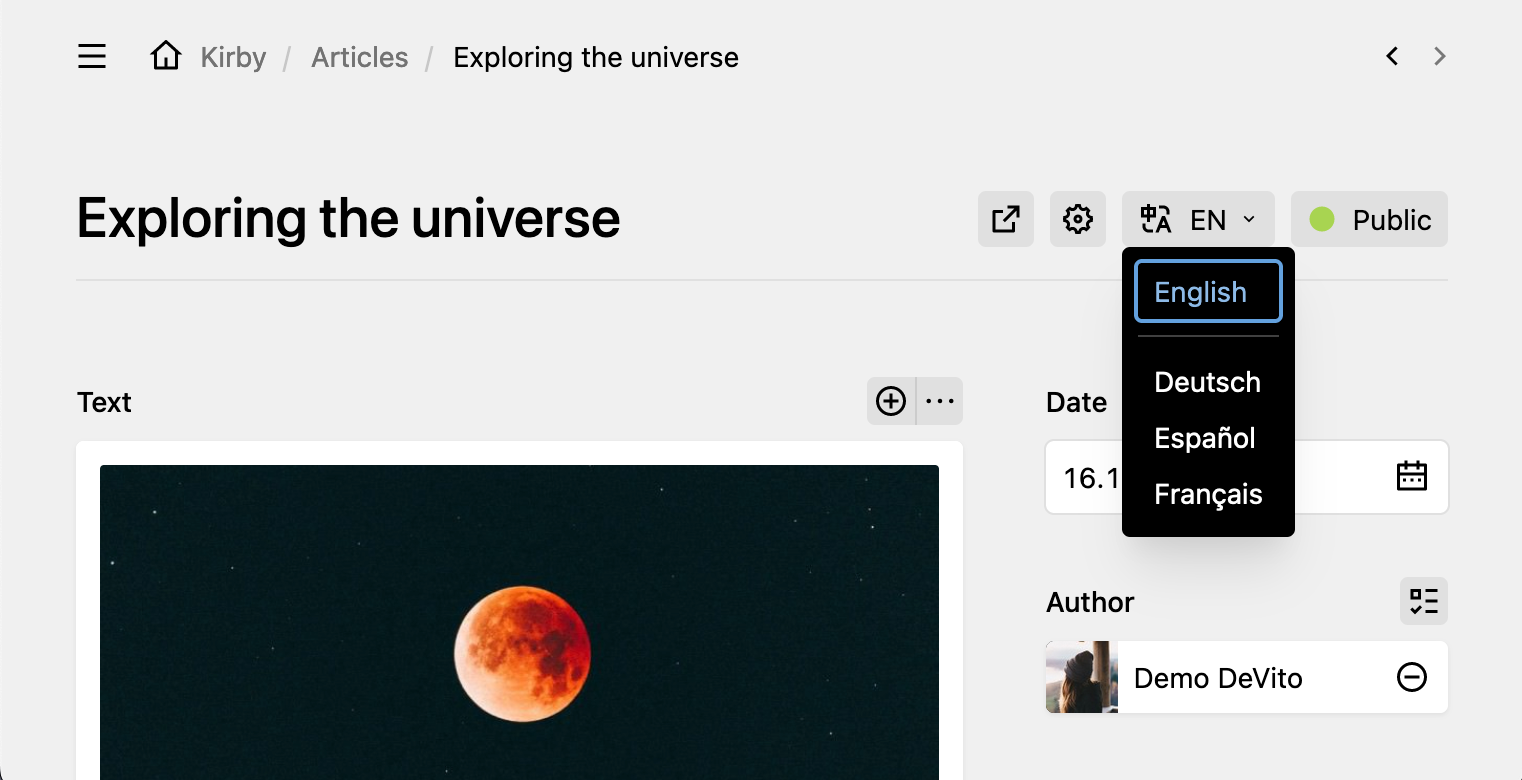 Kirby / Articles / Exploring the universe
Exploring the universe
EN
Public
English
Deutsch
Español
Français
Text
Date
16.1
Author
Demo DeVito